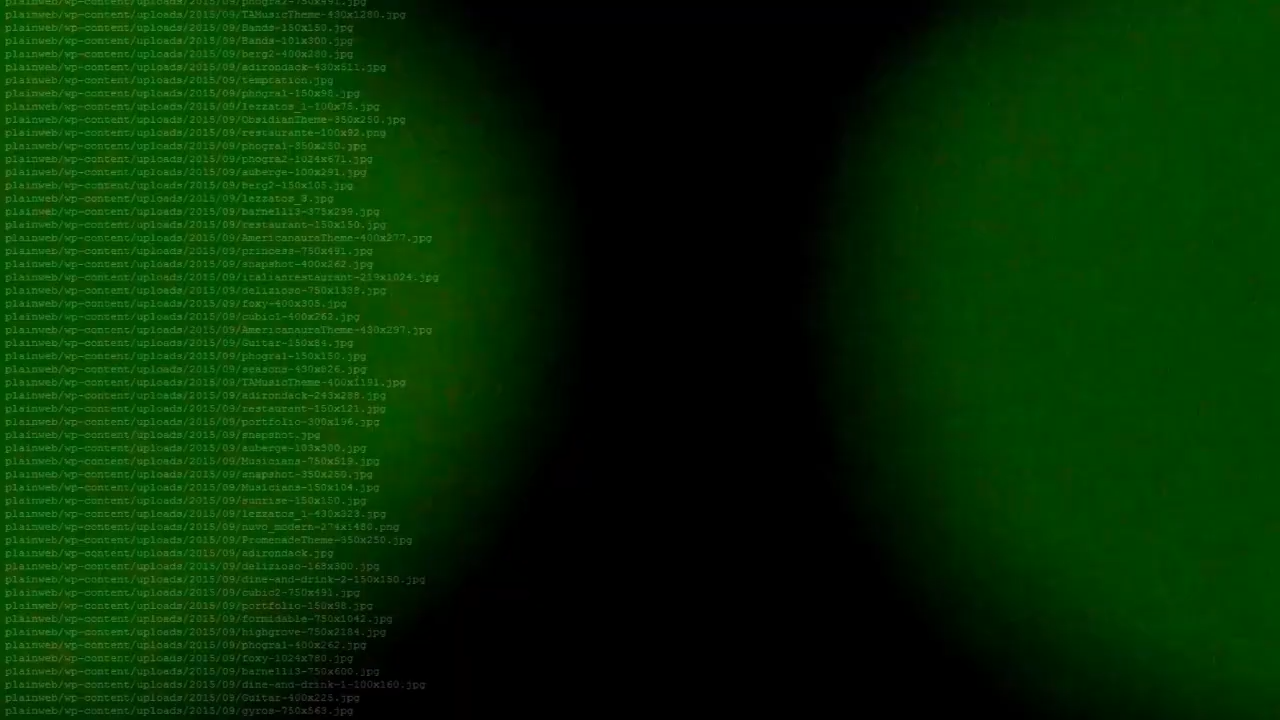 plainweb/wp-content/uploads/2015/09/phogra2-750x491.jpg
plainweb/wp-content/uploads/2015/09/TAMusicTheme-430x1280.jpg
plainweb/wp-content/uploads/2015/09/Bands-150x150.jpg
plainweb/wp-content/uploads/2015/09/Bands-101x300.jpg
plainweb/wp-content/uploads/2015/09/berg2-400x280.jpg
plainweb/wp-content/uploads/2015/09/adirondack-430x511.jpg
plainweb/wp-content/uploads/2015/09/temptation.jpg
plainweb/wp-content/uploads/2015/09/phogra1-150x98.jpg
plainweb/wp-content/uploads/2015/09/lezzatos_1-100x75.jpg
plainweb/wp-content/uploads/2015/09/ObsidianTheme-350x250.jpg
plainweb/wp-content/uploads/2015/09/restaurante-100x92.png
plainweb/wp-content/uploads/2015/09/phogra1-350x250.jpg
plainweb/wp-content/uploads/2015/09/phogra2-1024x671.jpg
plainweb/wp-content/uploads/2015/09/auberge-100x291.jpg
plainweb/wp-content/uploads/2015/09/Berg2-150x105.jpg
plainweb/wp-content/uploads/2015/09/lezzatos_3.jpg
plainweb/wp-content/uploads/2015/09/barnelli3-375x299.jpg
plainweb/wp-content/uploads/2015/09/restaurant-150x150.jpg
plainweb/wp-content/uploads/2015/09/AmericanauraTheme-400x277.jpg
plainweb/wp-content/uploads/2015/09/princess-750x491.jpg
plainweb/wp-content/uploads/2015/09/snapshot-400x262.jpg
plainweb/wp-content/uploads/2015/09/italianrestaurant-219x1024.jpg
plainweb/wp-content/uploads/2015/09/delizioso-750x1338.jpg
plainweb/wp-content/uploads/2015/09/foxy-400x305.jpg
plainweb/wp-content/uploads/2015/09/cubic1-400x262.jpg
plainweb/wp-content/uploads/2015/09/AmericanauraTheme-430x297.jpg
plainweb/wp-content/uploads/2015/09/Guitar-150x84.jpg
plainweb/wp-content/uploads/2015/09/phogra1-150x150.jpg
plainweb/wp-content/uploads/2015/09/seasons-430x826.jpg
plainweb/wp-content/uploads/2015/09/TAMusicTheme-400x1191.jpg
plainweb/wp-content/uploads/2015/09/adirondack-243x288.jpg
plainweb/wp-content/uploads/2015/09/restaurant-150x121.jpg
plainweb/wp-content/uploads/2015/09/portfolio-300x196.jpg
plainweb/wp-content/uploads/2015/09/snapshot.jpg
plainweb/wp-content/uploads/2015/09/auberge-103x300.jpg
plainweb/wp-content/uploads/2015/09/Musicians-750x519.jpg
plainweb/wp-content/uploads/2015/09/snapshot-350x250.jpg
plainweb/wp-content/uploads/2015/09/Musicians-150x104.jpg
plainweb/wp-content/uploads/2015/09/sunrise-150x150.jpg
plainweb/wp-content/uploads/2015/09/lezzatos_1-430x323.jpg
plainweb/wp-content/uploads/2015/09/nuvo_modern-274x1480.png
plainweb/wp-content/uploads/2015/09/PromenadeTheme-350x250.jpg
plainweb/wp-content/uploads/2015/09/adirondack.jpg
plainweb/wp-content/uploads/2015/09/delizioso-168x300.jpg
plainweb/wp-content/uploads/2015/09/dine-and-drink-2-150x150.jpg
plainweb/wp-content/uploads/2015/09/cubic2-750x491.jpg
plainweb/wp-content/uploads/2015/09/portfolio-150x98.jpg
plainweb/wp-content/uploads/2015/09/formidable-750x1042.jpg
plainweb/wp-content/uploads/2015/09/highgrove-750x2184.jpg
plainweb/wp-content/uploads/2015/09/phogra1-400x262.jpg
plainweb/wp-content/uploads/2015/09/foxy-1024x780.jpg
plainweb/wp-content/uploads/2015/09/barnelli3-750x600.jpg
plainweb/wp-content/uploads/2015/09/dine-and-drink-1-100x160.jpg
plainweb/wp-content/uploads/2015/09/Guitar-400x225.jpg
plainweb/wp-content/uploads/2015/09/gyros-750x563.jpg